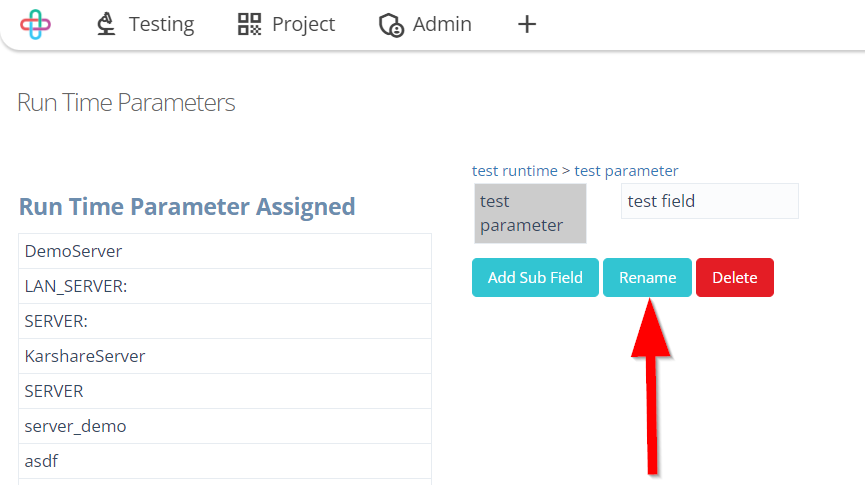 Testing Project Admin
Run Time Parameters
test runtime > test parameter
test
parameter
test field
Add Sub Field Rename Delete
Run Time Parameter Assigned
DemoServer
LAN_SERVER:
SERVER:
KarshareServer
SERVER
server_demo
asdf